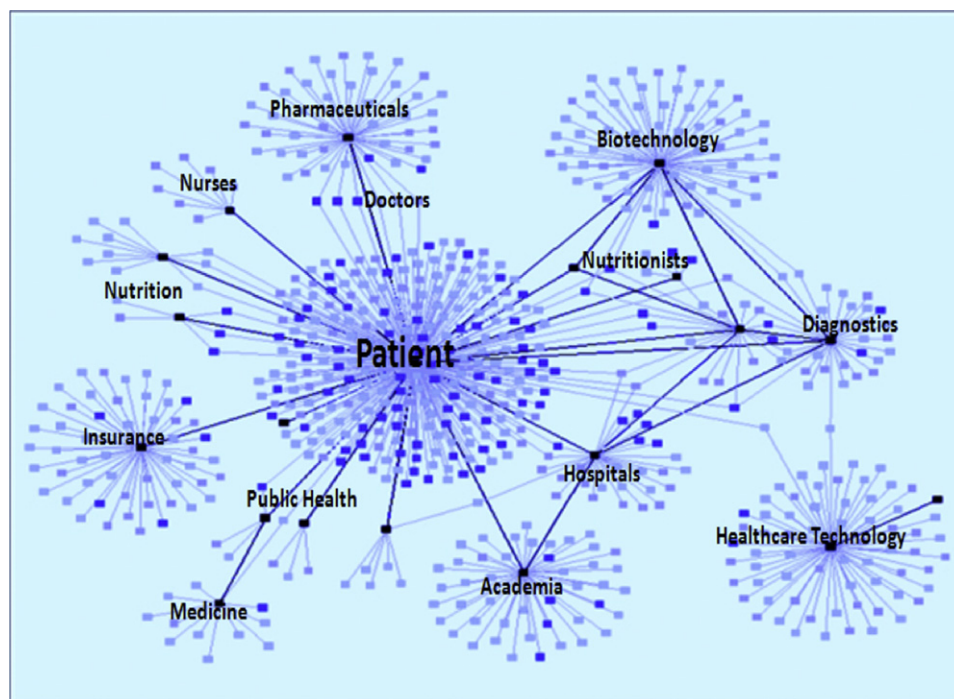 Pharmaceuticals
Biotechnology
Nurses
Doctors
Nutritionists
Nutrition
Diagnostics
Patient
Insurance
Hospitals
Public Health
Healthcare Technology
Academia
Medicine